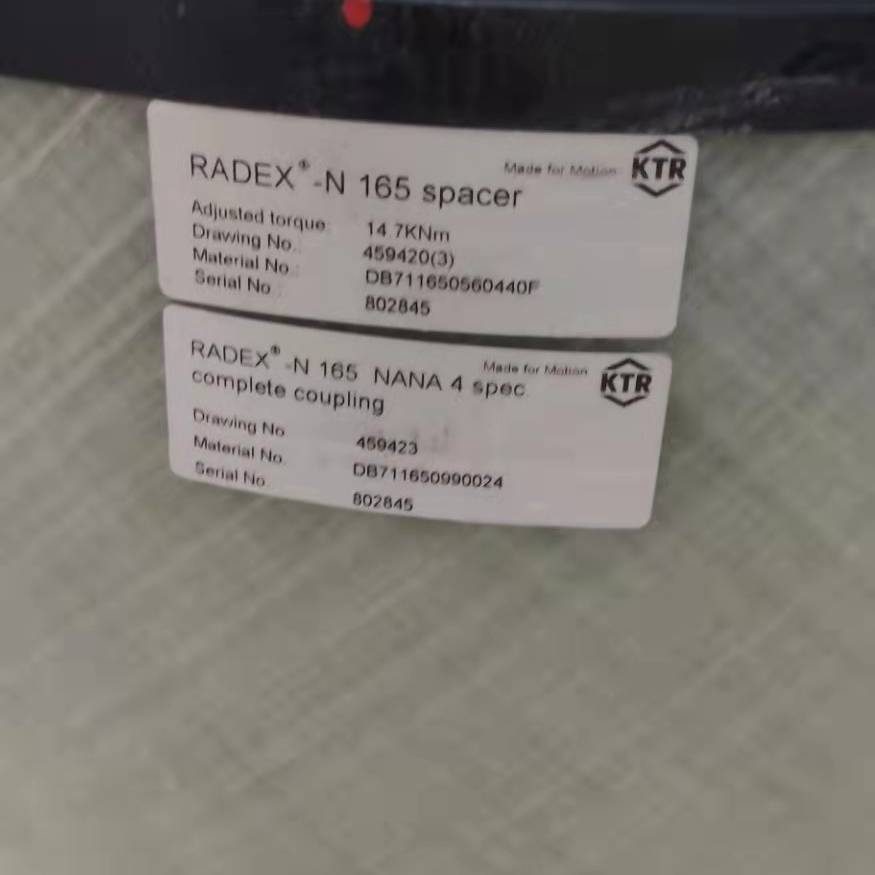 RADEX®-N 165 spacer
Made for Motion KTR
Adjusted torque: 14.7KNm
Drawing No.: 459420(3)
Material No.: DB711650560440F
Serial No.: 802845
RADEX®-N 165 NANA 4 spec.
Made for Motion KTR
complete coupling
Drawing No. 459423
Material No. DB711650990024
Serial No. 802845